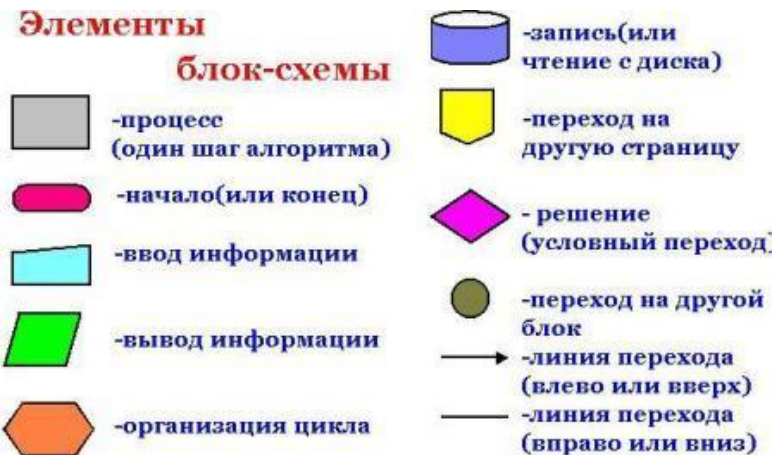 Элементы
блок-схемы
-процесс
(один шаг алгоритма)
-начало(или конец)
-ввод информации
-вывод информации
-организация цикла
-запись(или
чтение с диска)
-переход на
другую страницу
- решение
(условный переход)
-переход на другой
блок
-линия перехода
(влево или вверх)
-линия перехода
(вправо или вниз)